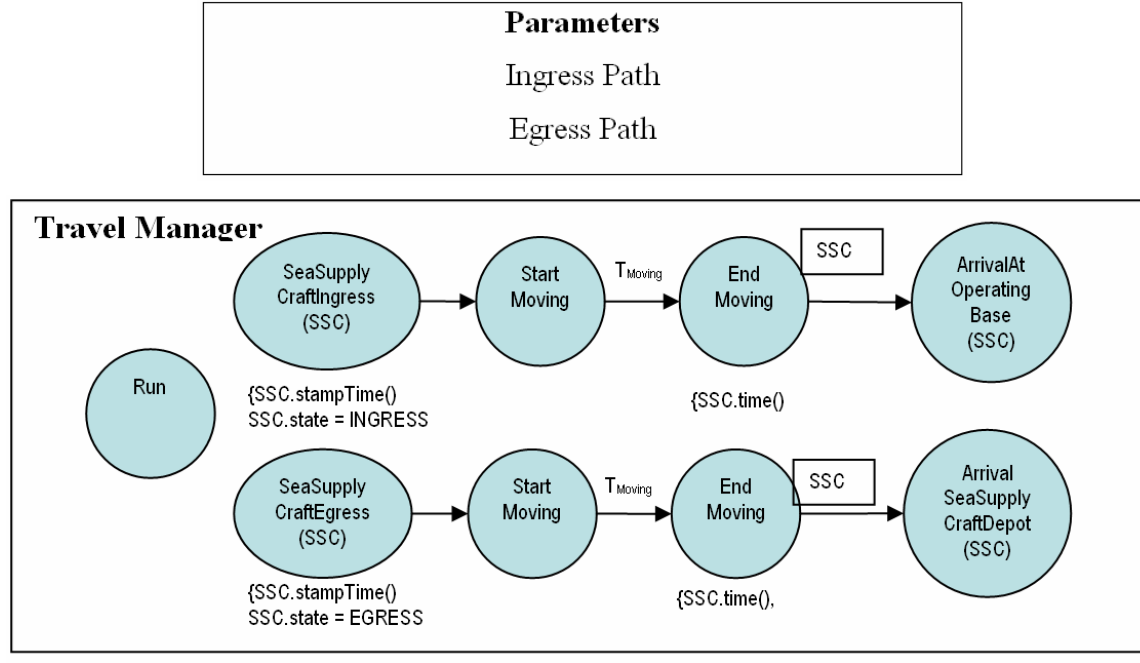 Parameters
Ingress Path
Egress Path
Travel Manager
SeaSupply
CraftIngress
(SSC)
Start
Moving
TMoving
End
Moving
SSC
ArrivalAt
Operating
Base
(SSC)
Run
{SSC.stampTime()
SSC.state = INGRESS
{SSC.time()
SeaSupply
CraftEgress
(SSC)
Start
Moving
TMoving
End
Moving
SSC
Arrival
SeaSupply
CraftDepot
(SSC)
{SSC.stampTime()
SSC.state = EGRESS
{SSC.time(),